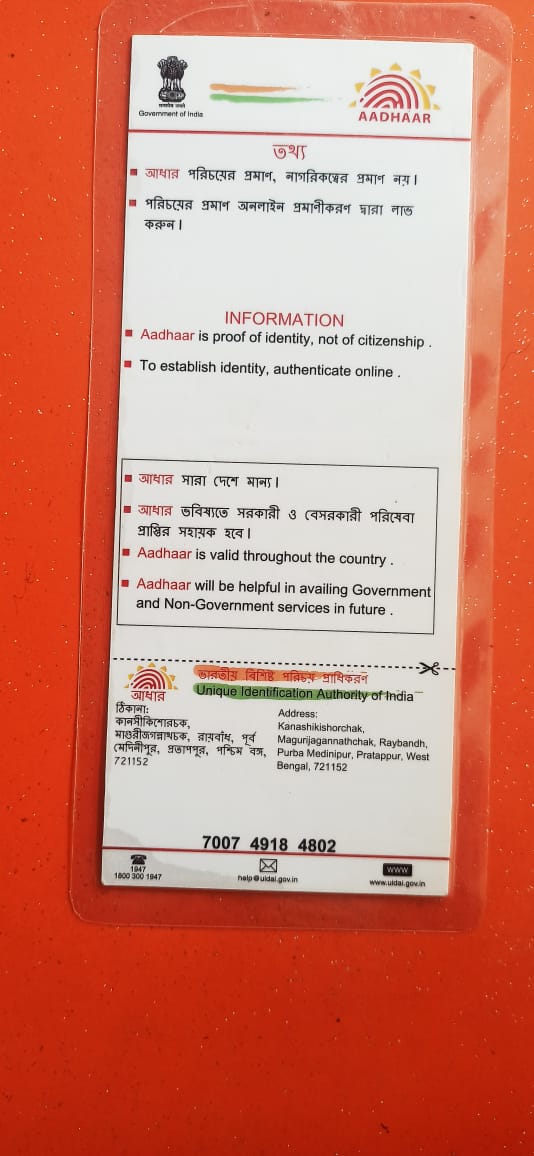 सत्यमेव जयते
Government of India
AADHAAR
তথ্য
আধার পরিচয়ের প্রমাণ, নাগরিকত্বের প্রমাণ নয়।
পরিচয়ের প্রমাণ অনলাইন প্রমাণীকরণ দ্বারা লাভ
করুন।
INFORMATION
Aadhaar is proof of identity, not of citizenship .
To establish identity, authenticate online .
আধার সারা দেশে মান্য।
আধার ভবিষ্যতে সরকারী ও বেসরকারী পরিষেবা
প্রাপ্তির সহায়ক হবে।
Aadhaar is valid throughout the country .
Aadhaar will be helpful in availing Government
and Non-Government services in future .
আধার
ভারতীয় বিশিষ্ট পরিচয় প্রাধিকরণ
Unique Identification Authority of India
ঠিকানা:
কানসীকিশোরচক,
মাগুরীজগন্নাথচক, রায়বাঁধ, পূর্ব
মেদিনীপুর, প্রতাপপুর, পশ্চিম বঙ্গ,
721152
Address:
Kanashikishorchak,
Magurijagannathchak, Raybandh,
Purba Medinipur, Pratappur, West
Bengal, 721152
7007 4918 4802
1947
1800 300 1947
help@uidai.gov.in
www
www.uidai.gov.in